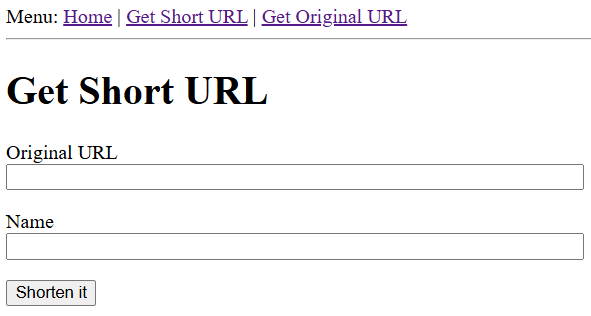 Menu: Home | Get Short URL | Get Original URL
Get Short URL
Original URL
Name
Shorten it